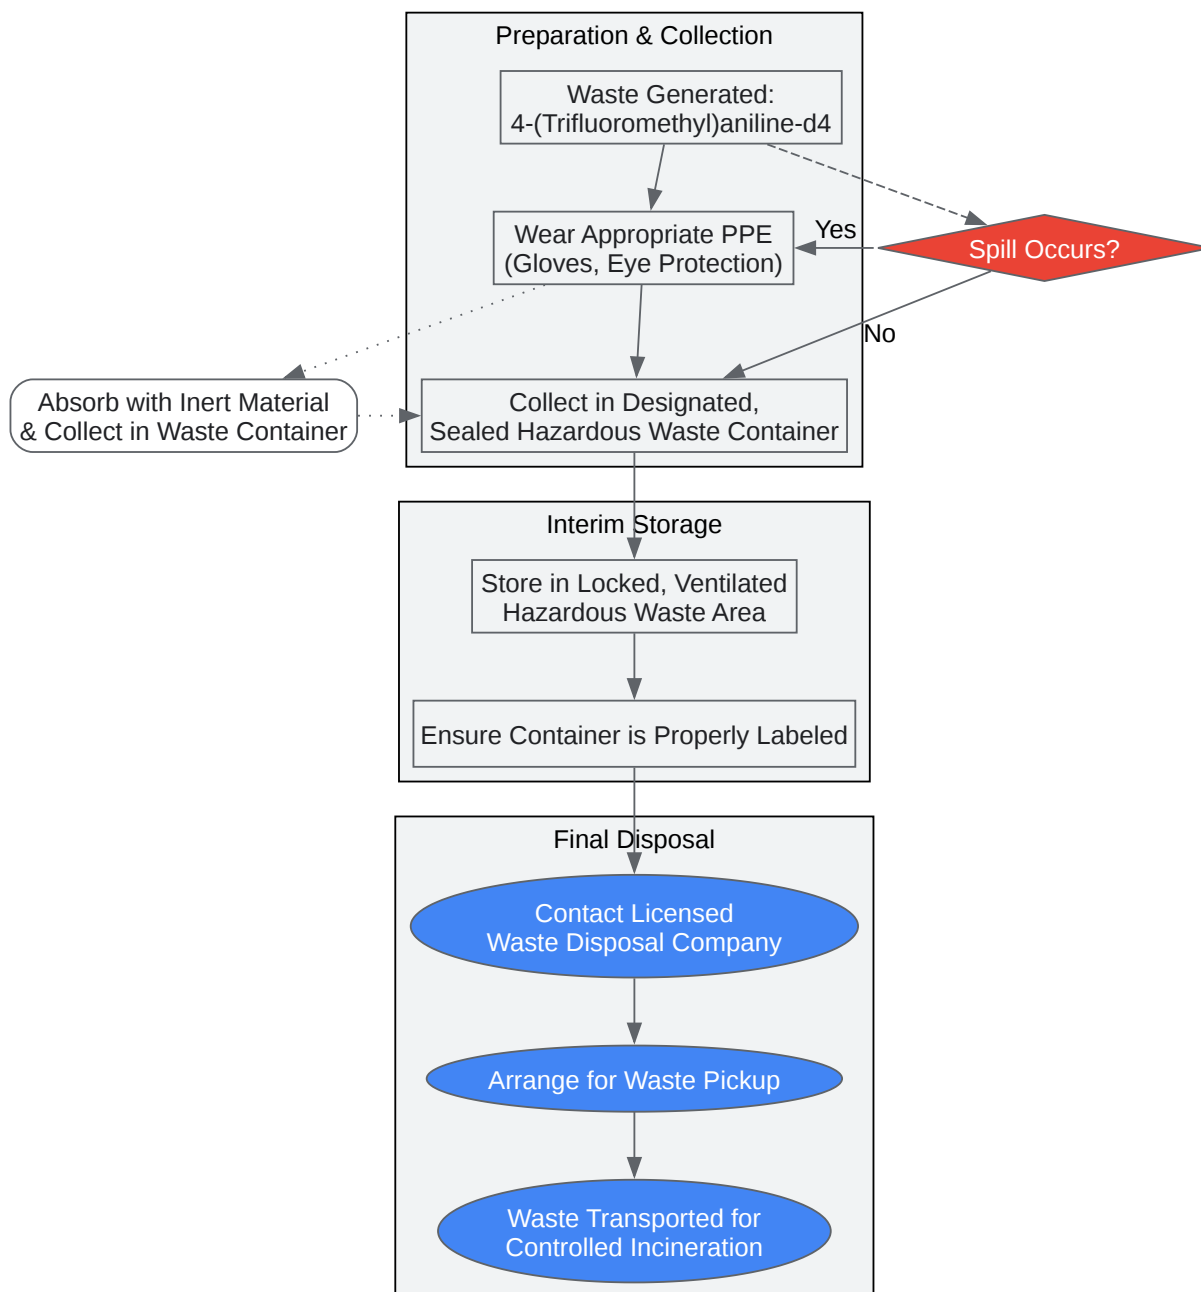 Preparation & Collection
Waste Generated:
4-(Trifluoromethyl)aniline-d4
Wear Appropriate PPE
(Gloves, Eye Protection)
Yes
Spill Occurs?
No
Absorb with Inert Material
& Collect in Waste Container
Collect in Designated,
Sealed Hazardous Waste Container
Interim Storage
Store in Locked, Ventilated
Hazardous Waste Area
Ensure Container is Properly Labeled
Final Disposal
Contact Licensed
Waste Disposal Company
Arrange for Waste Pickup
Waste Transported for
Controlled Incineration